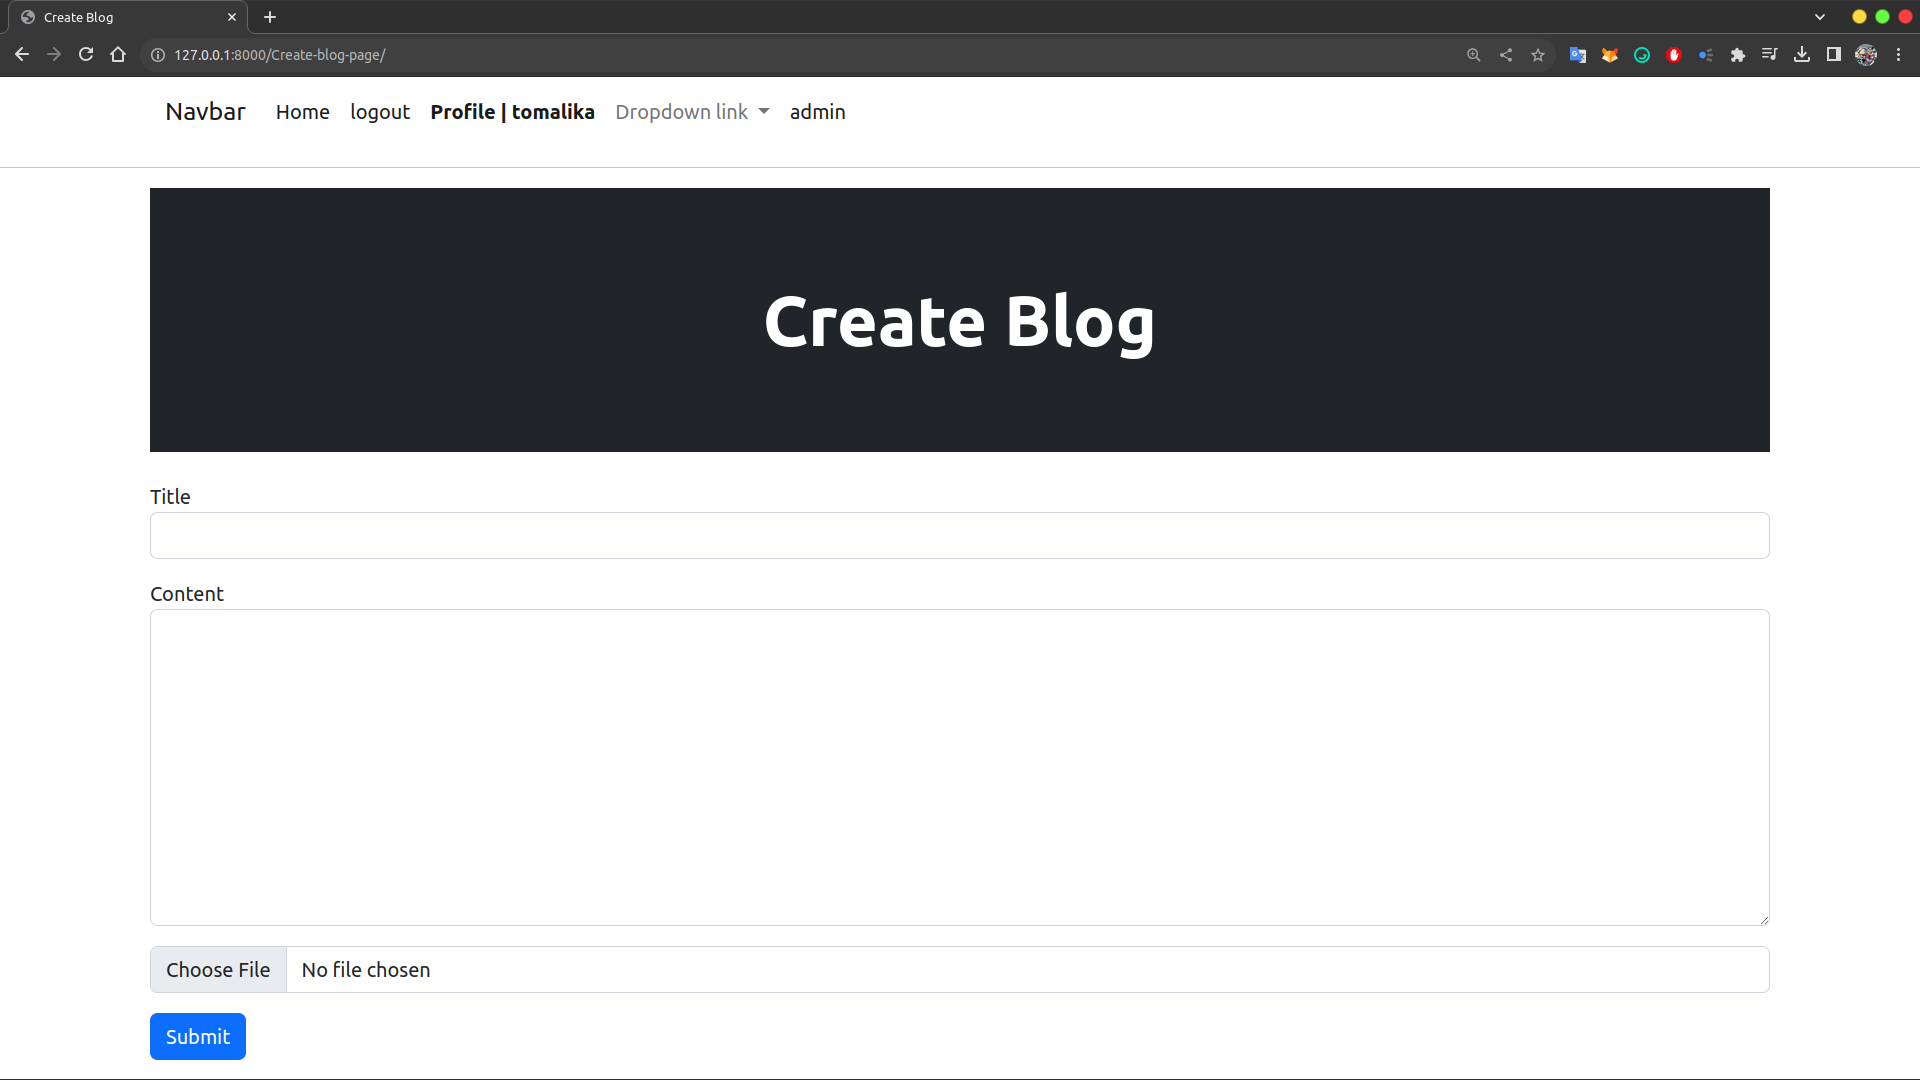 Create Blog
127.0.0.1:8000/Create-blog-page/
Navbar Home logout Profile | tomalika Dropdown link admin
Create Blog
Title
Content
Choose File No file chosen
Submit